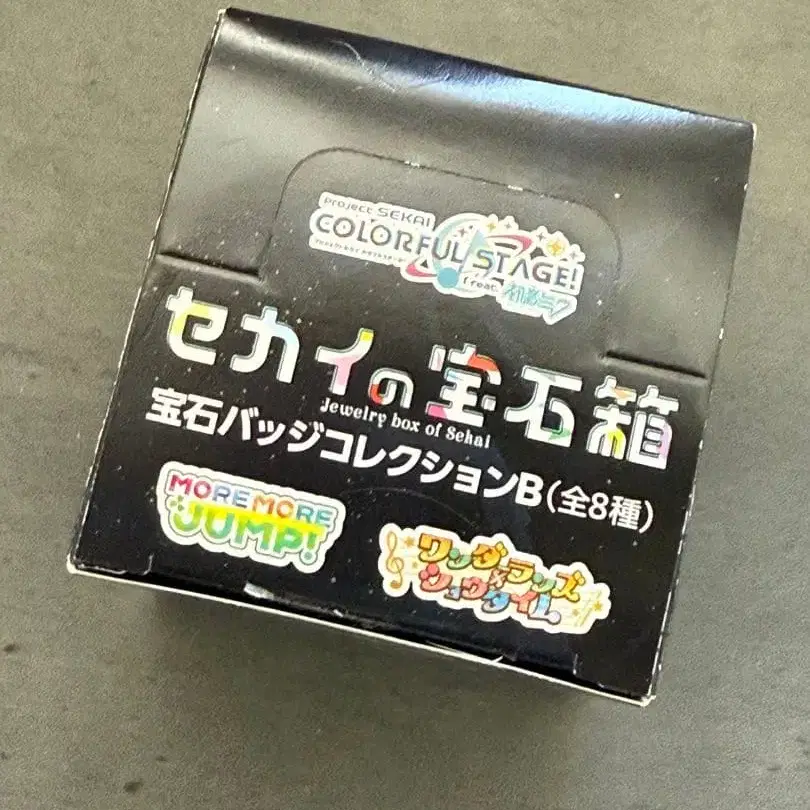 Project SEKAI
COLORFUL STAGE!
feat. 初音ミク
セカイの宝石箱
Jewelry box of Sekai
宝石バッジコレクションB(全8種)
MORE MORE
JUMP!
ワンダーランズ
×
ショウタイム